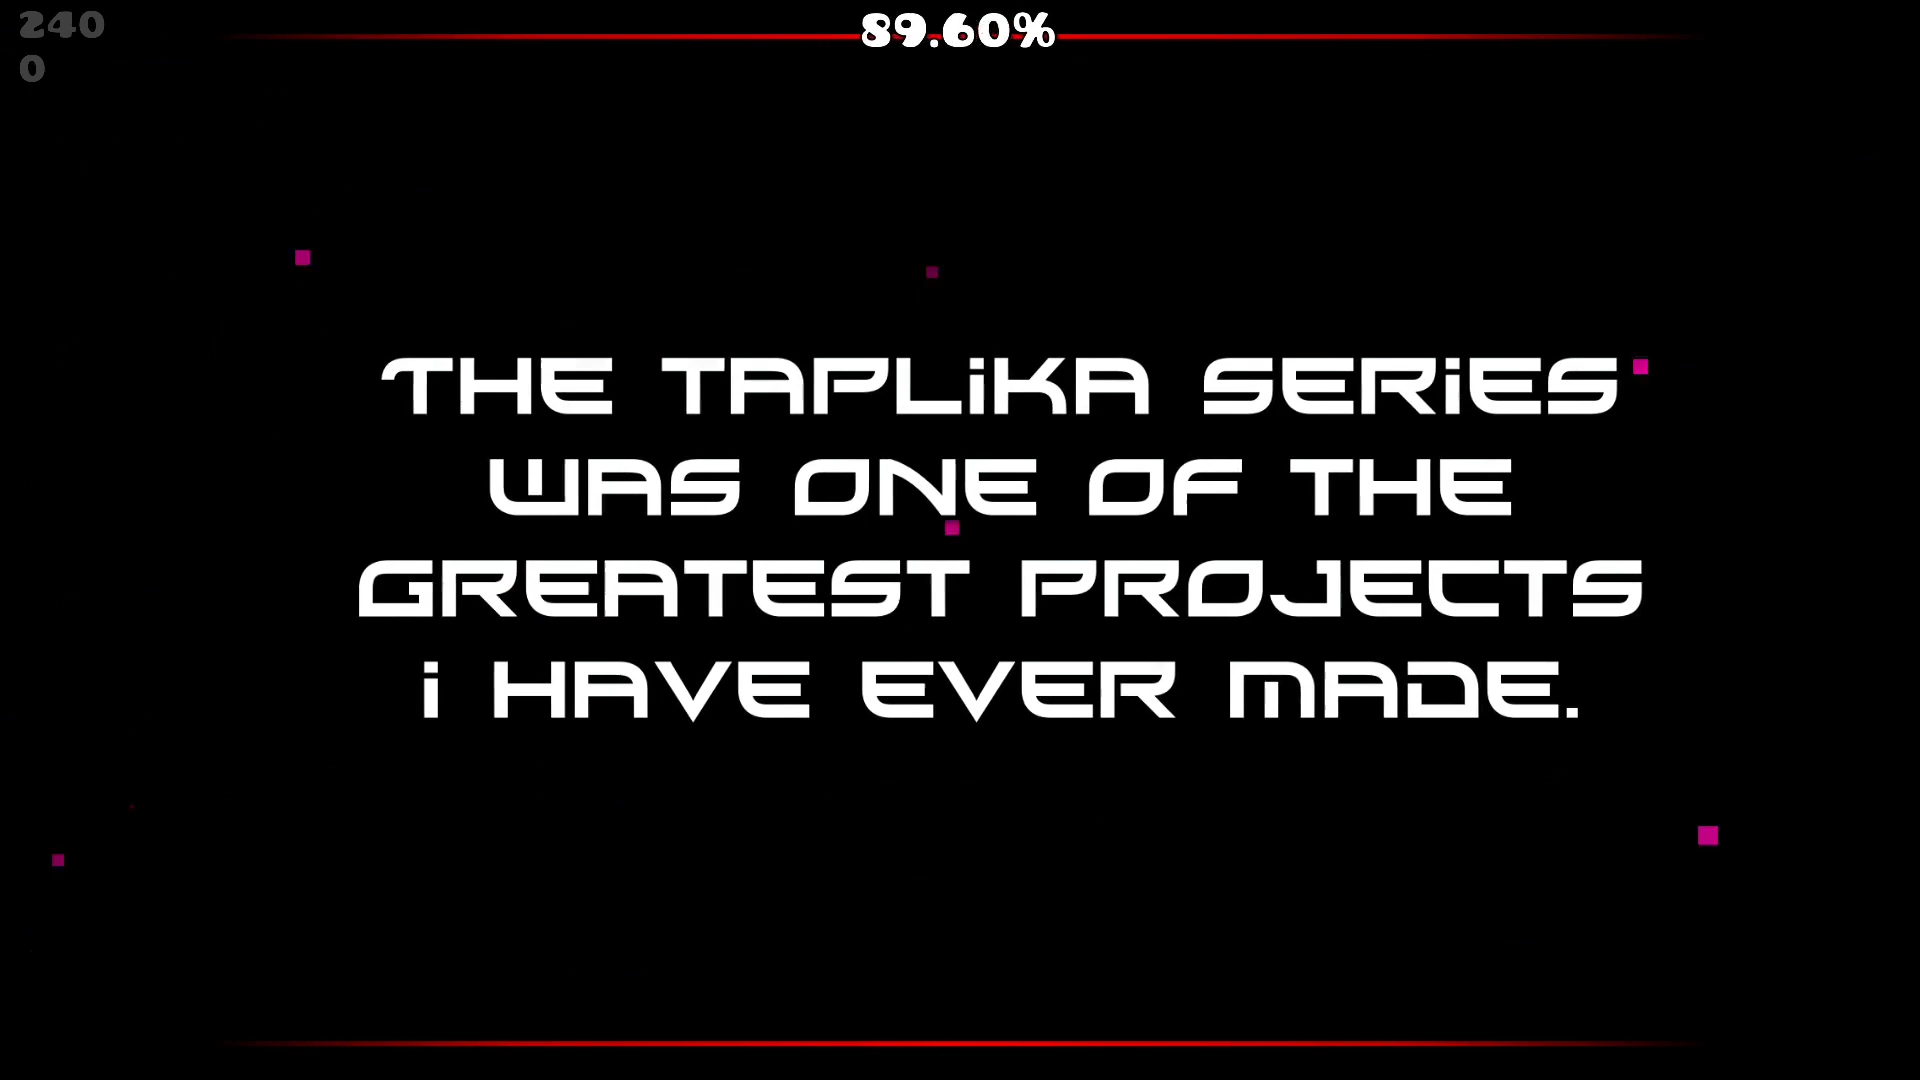 240
89.60%
0
THE TAPLiKA SERiES
WAS ONE OF THE
GREATEST PROJECTS
i HAVE EVER MADE.